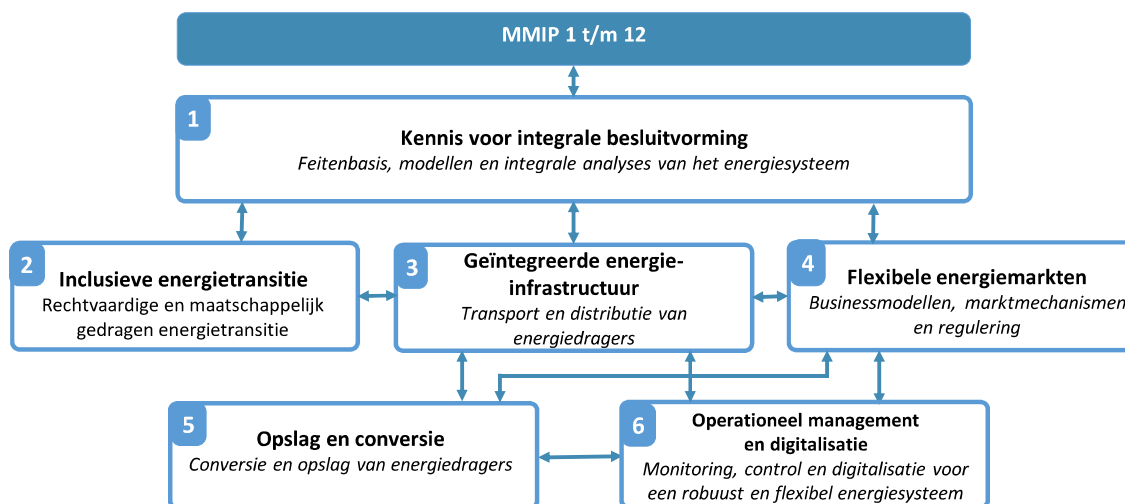 MMIP 1 t/m 12
1
Kennis voor integrale besluitvorming
Feitenbasis, modellen en integrale analyses van het energiesysteem
2
Inclusieve energietransitie
Rechtvaardige en maatschappelijk
gedragen energietransitie
3
Geïntegreerde energie-
infrastructuur
Transport en distributie van
energiedragers
4
Flexibele energiemarkten
Businessmodellen, marktmechanismen
en regulering
5
Opslag en conversie
Conversie en opslag van energiedragers
6
Operationeel management
en digitalisatie
Monitoring, control en digitalisatie voor
een robuust en flexibel energiesysteem